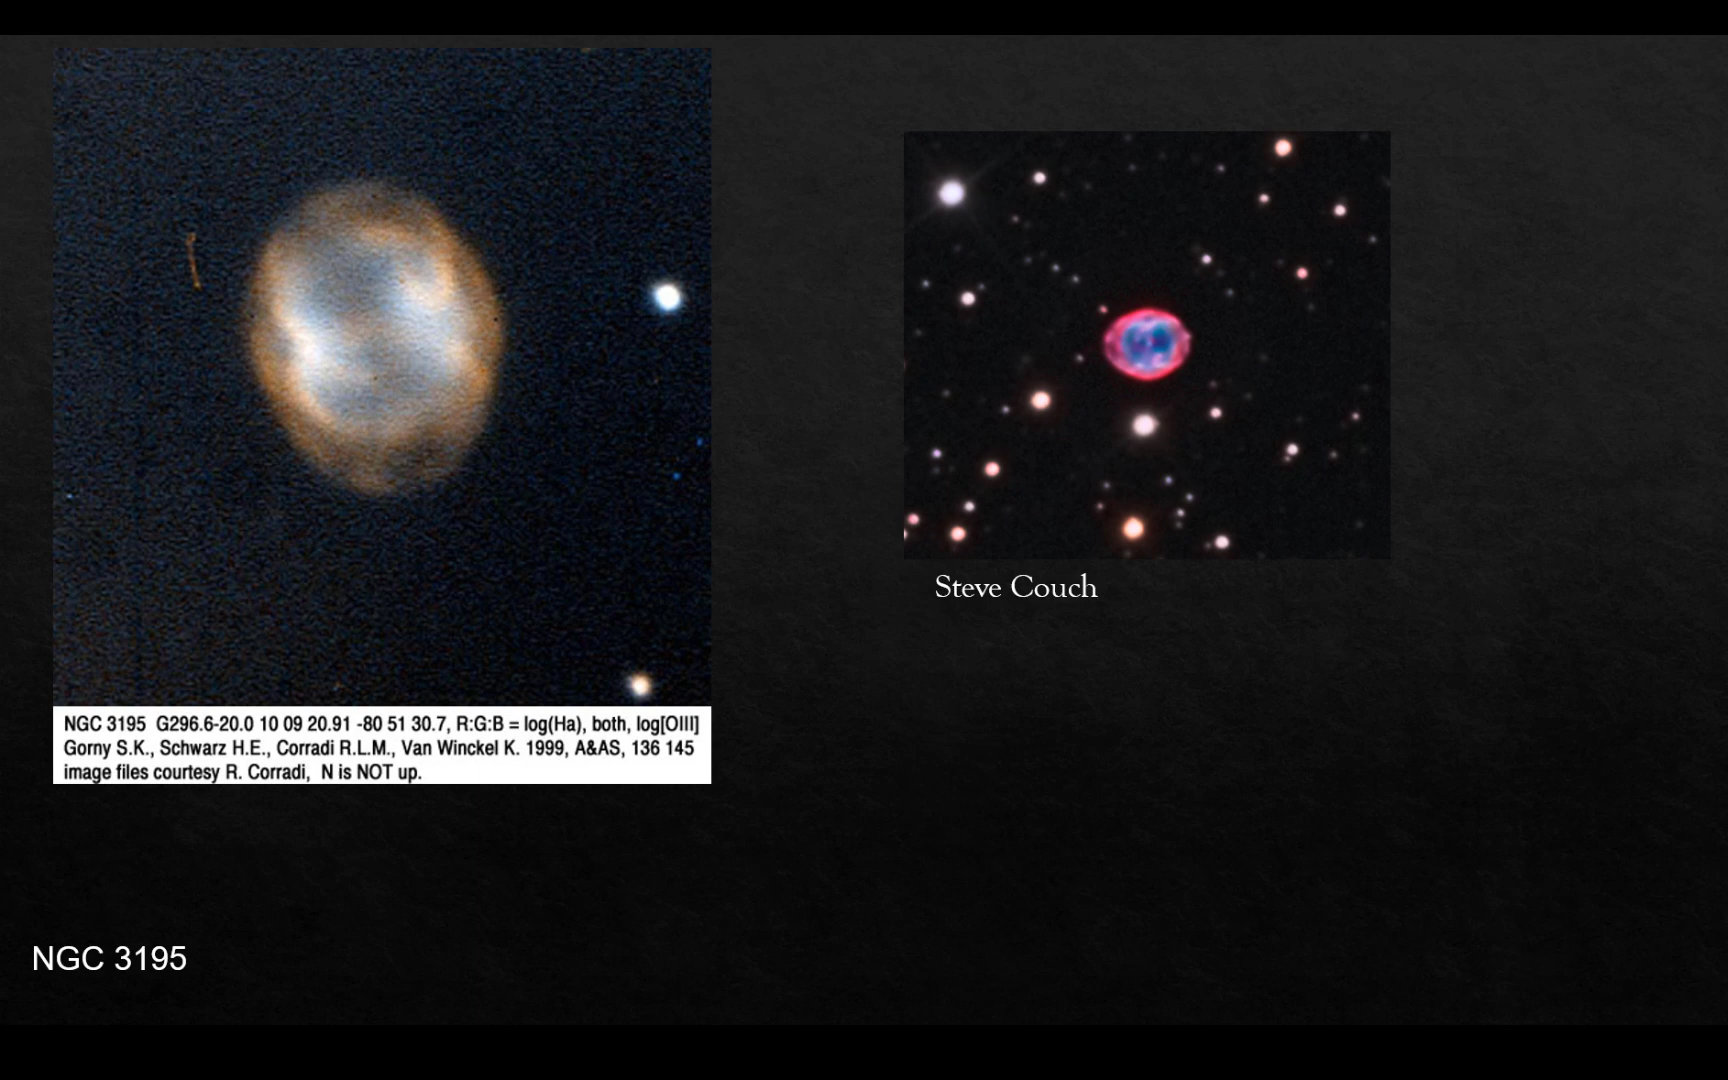 NGC 3195 G296.6-20.0 10 09 20.91 -80 51 30.7, R:G:B = log(Ha), both, log[OIII]
Gorny S.K., Schwarz H.E., Corradi R.L.M., Van Winckel K. 1999, A&AS, 136 145
image files courtesy R. Corradi, N is NOT up.
Steve Couch
NGC 3195